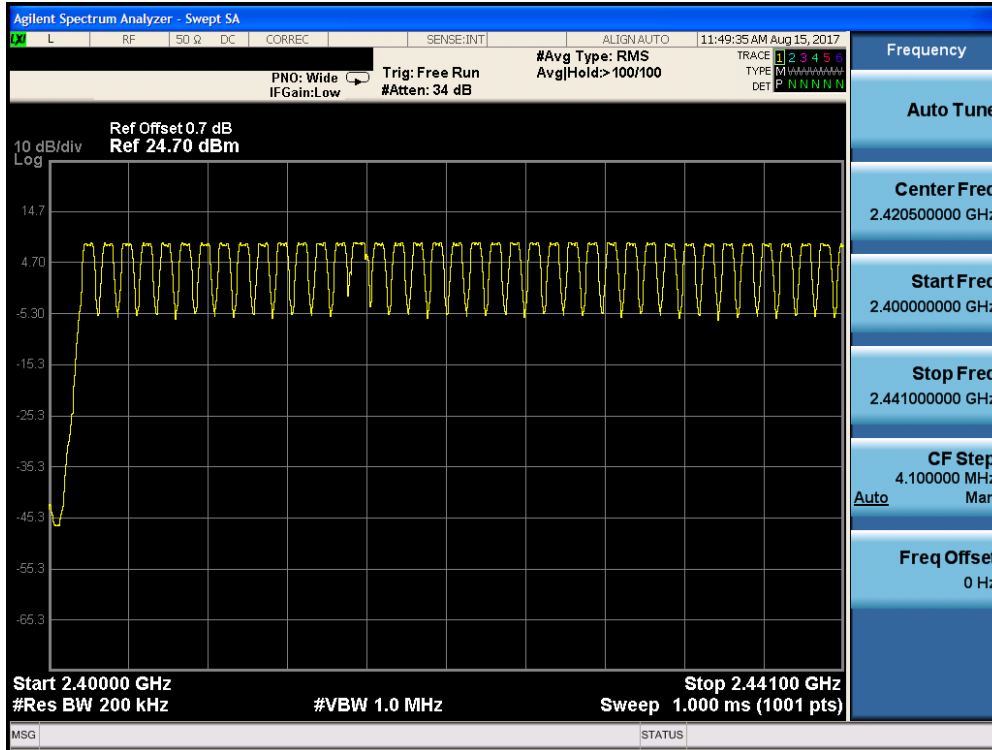 Agilent Spectrum Analyzer - Swept SA
LXI L RF 50 Ω DC CORREC SENSE:INT ALIGN AUTO 11:49:35 AM Aug 15, 2017
Frequency
PNO: Wide Trig: Free Run #Avg Type: RMS TRACE 1 2 3 4 5 6
IFGain:Low #Atten: 34 dB Avg|Hold:>100/100 TYPE M
DET P N N N N N
Auto Tune
Ref Offset 0.7 dB
10 dB/div Ref 24.70 dBm
Log
14.7
4.70
-5.30
-15.3
-25.3
-35.3
-45.3
-55.3
-65.3
Center Freq
2.420500000 GHz
Start Freq
2.400000000 GHz
Stop Freq
2.441000000 GHz
CF Step
4.100000 MHz
Auto Man
Freq Offset
0 Hz
Start 2.40000 GHz Stop 2.44100 GHz
#Res BW 200 kHz #VBW 1.0 MHz Sweep 1.000 ms (1001 pts)
MSG STATUS